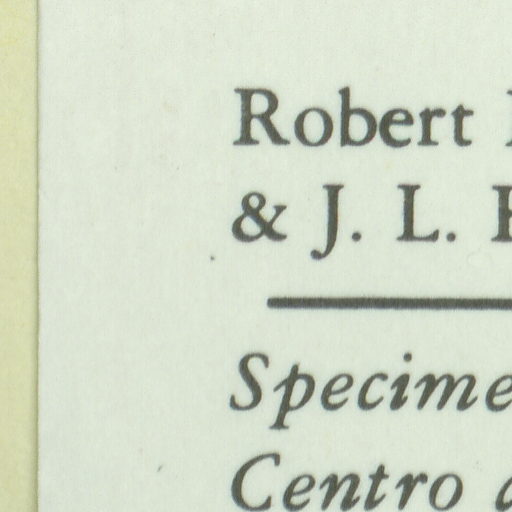 Robert
& J. L.
Specime
Centro